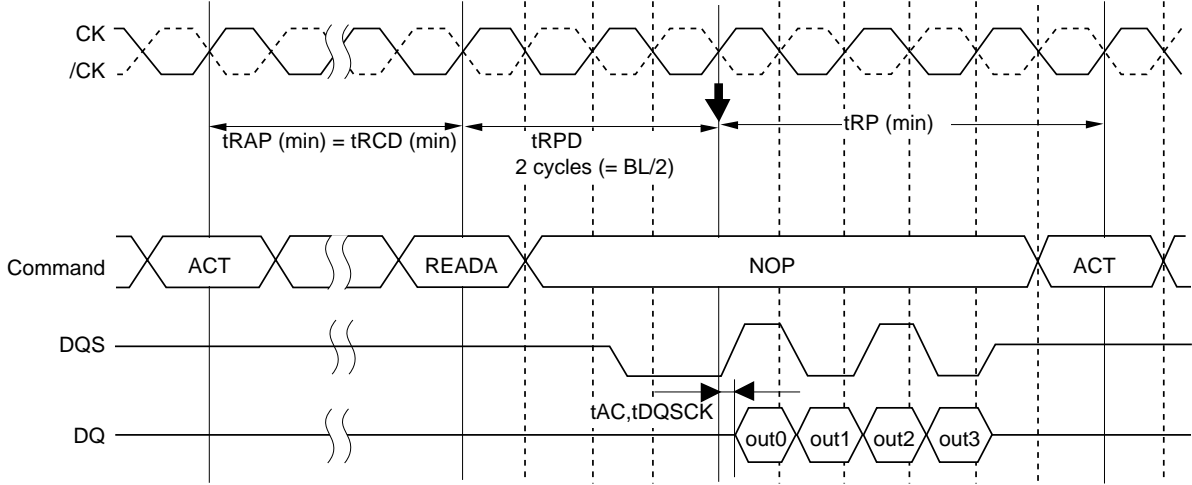 CK
/CK
tRAP (min) = tRCD (min)
tRPD
2 cycles (= BL/2)
tRP (min)
Command
ACT
READA
NOP
ACT
DQS
tAC,tDQSCK
DQ
out0
out1
out2
out3